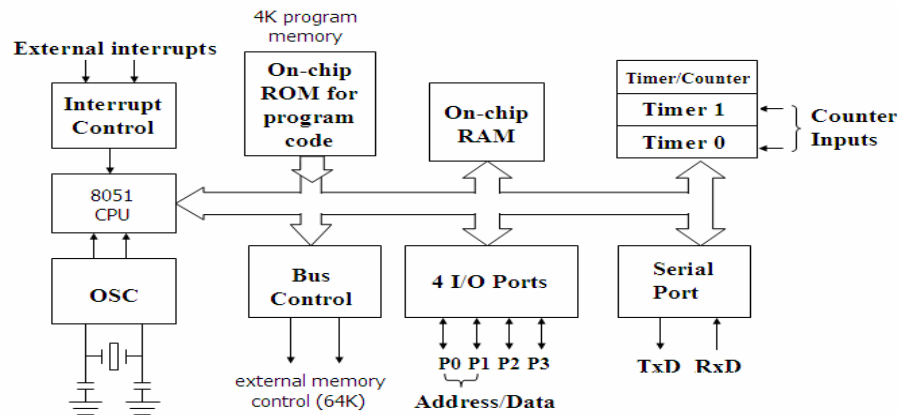 4K program
memory
External interrupts
On-chip
ROM for
program
code
Interrupt
Control
On-chip
RAM
Timer/Counter
Timer 1
Timer 0
Counter
Inputs
8051
CPU
OSC
Bus
Control
4 I/O Ports
Serial
Port
P0 P1 P2 P3
TxD RxD
external memory
control (64K)
Address/Data